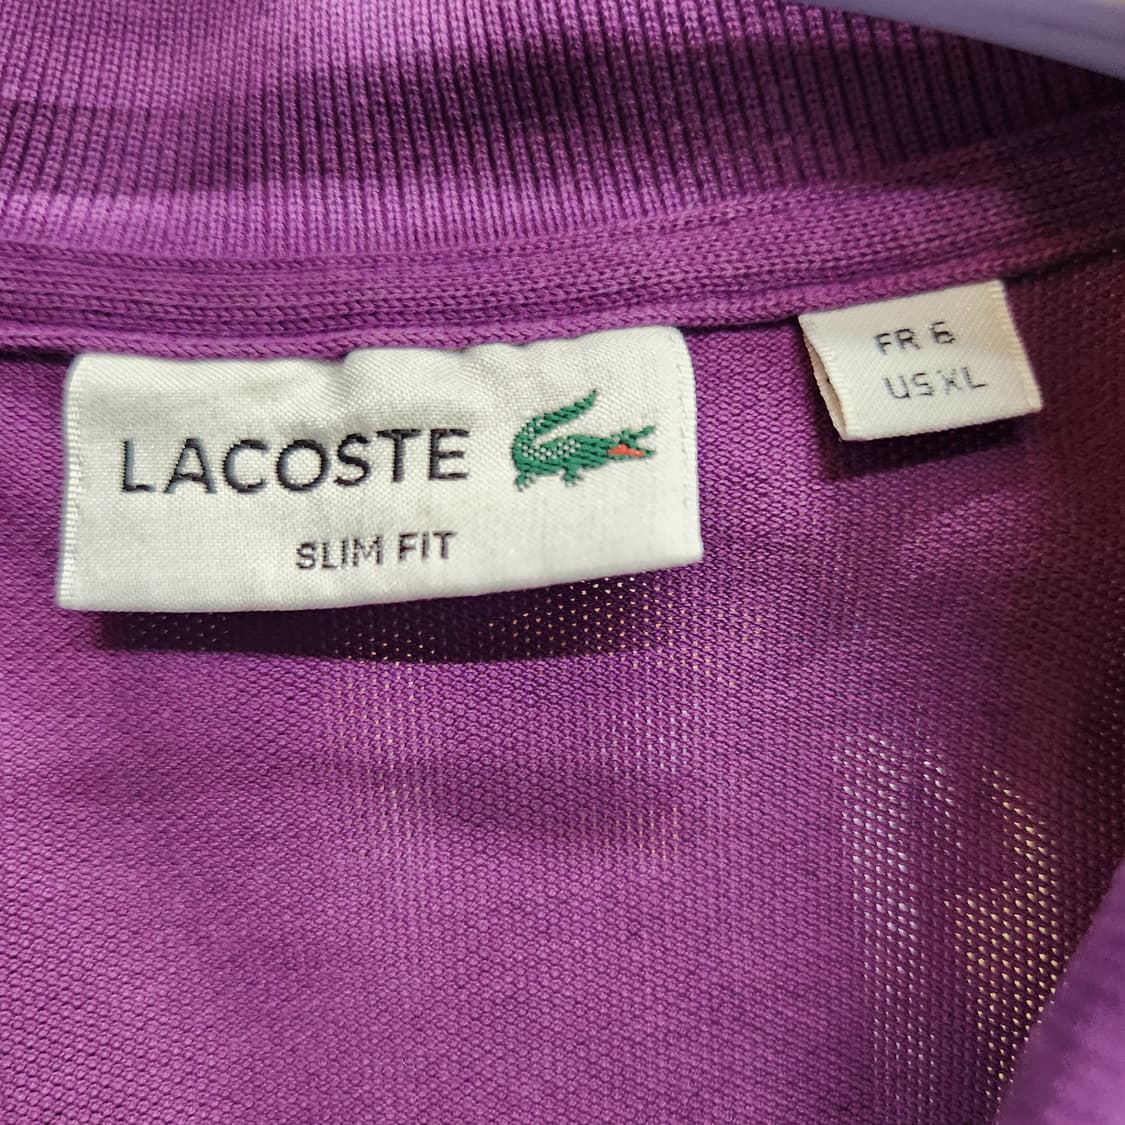 LACOSTE
SLIM FIT
FR 6
US XL